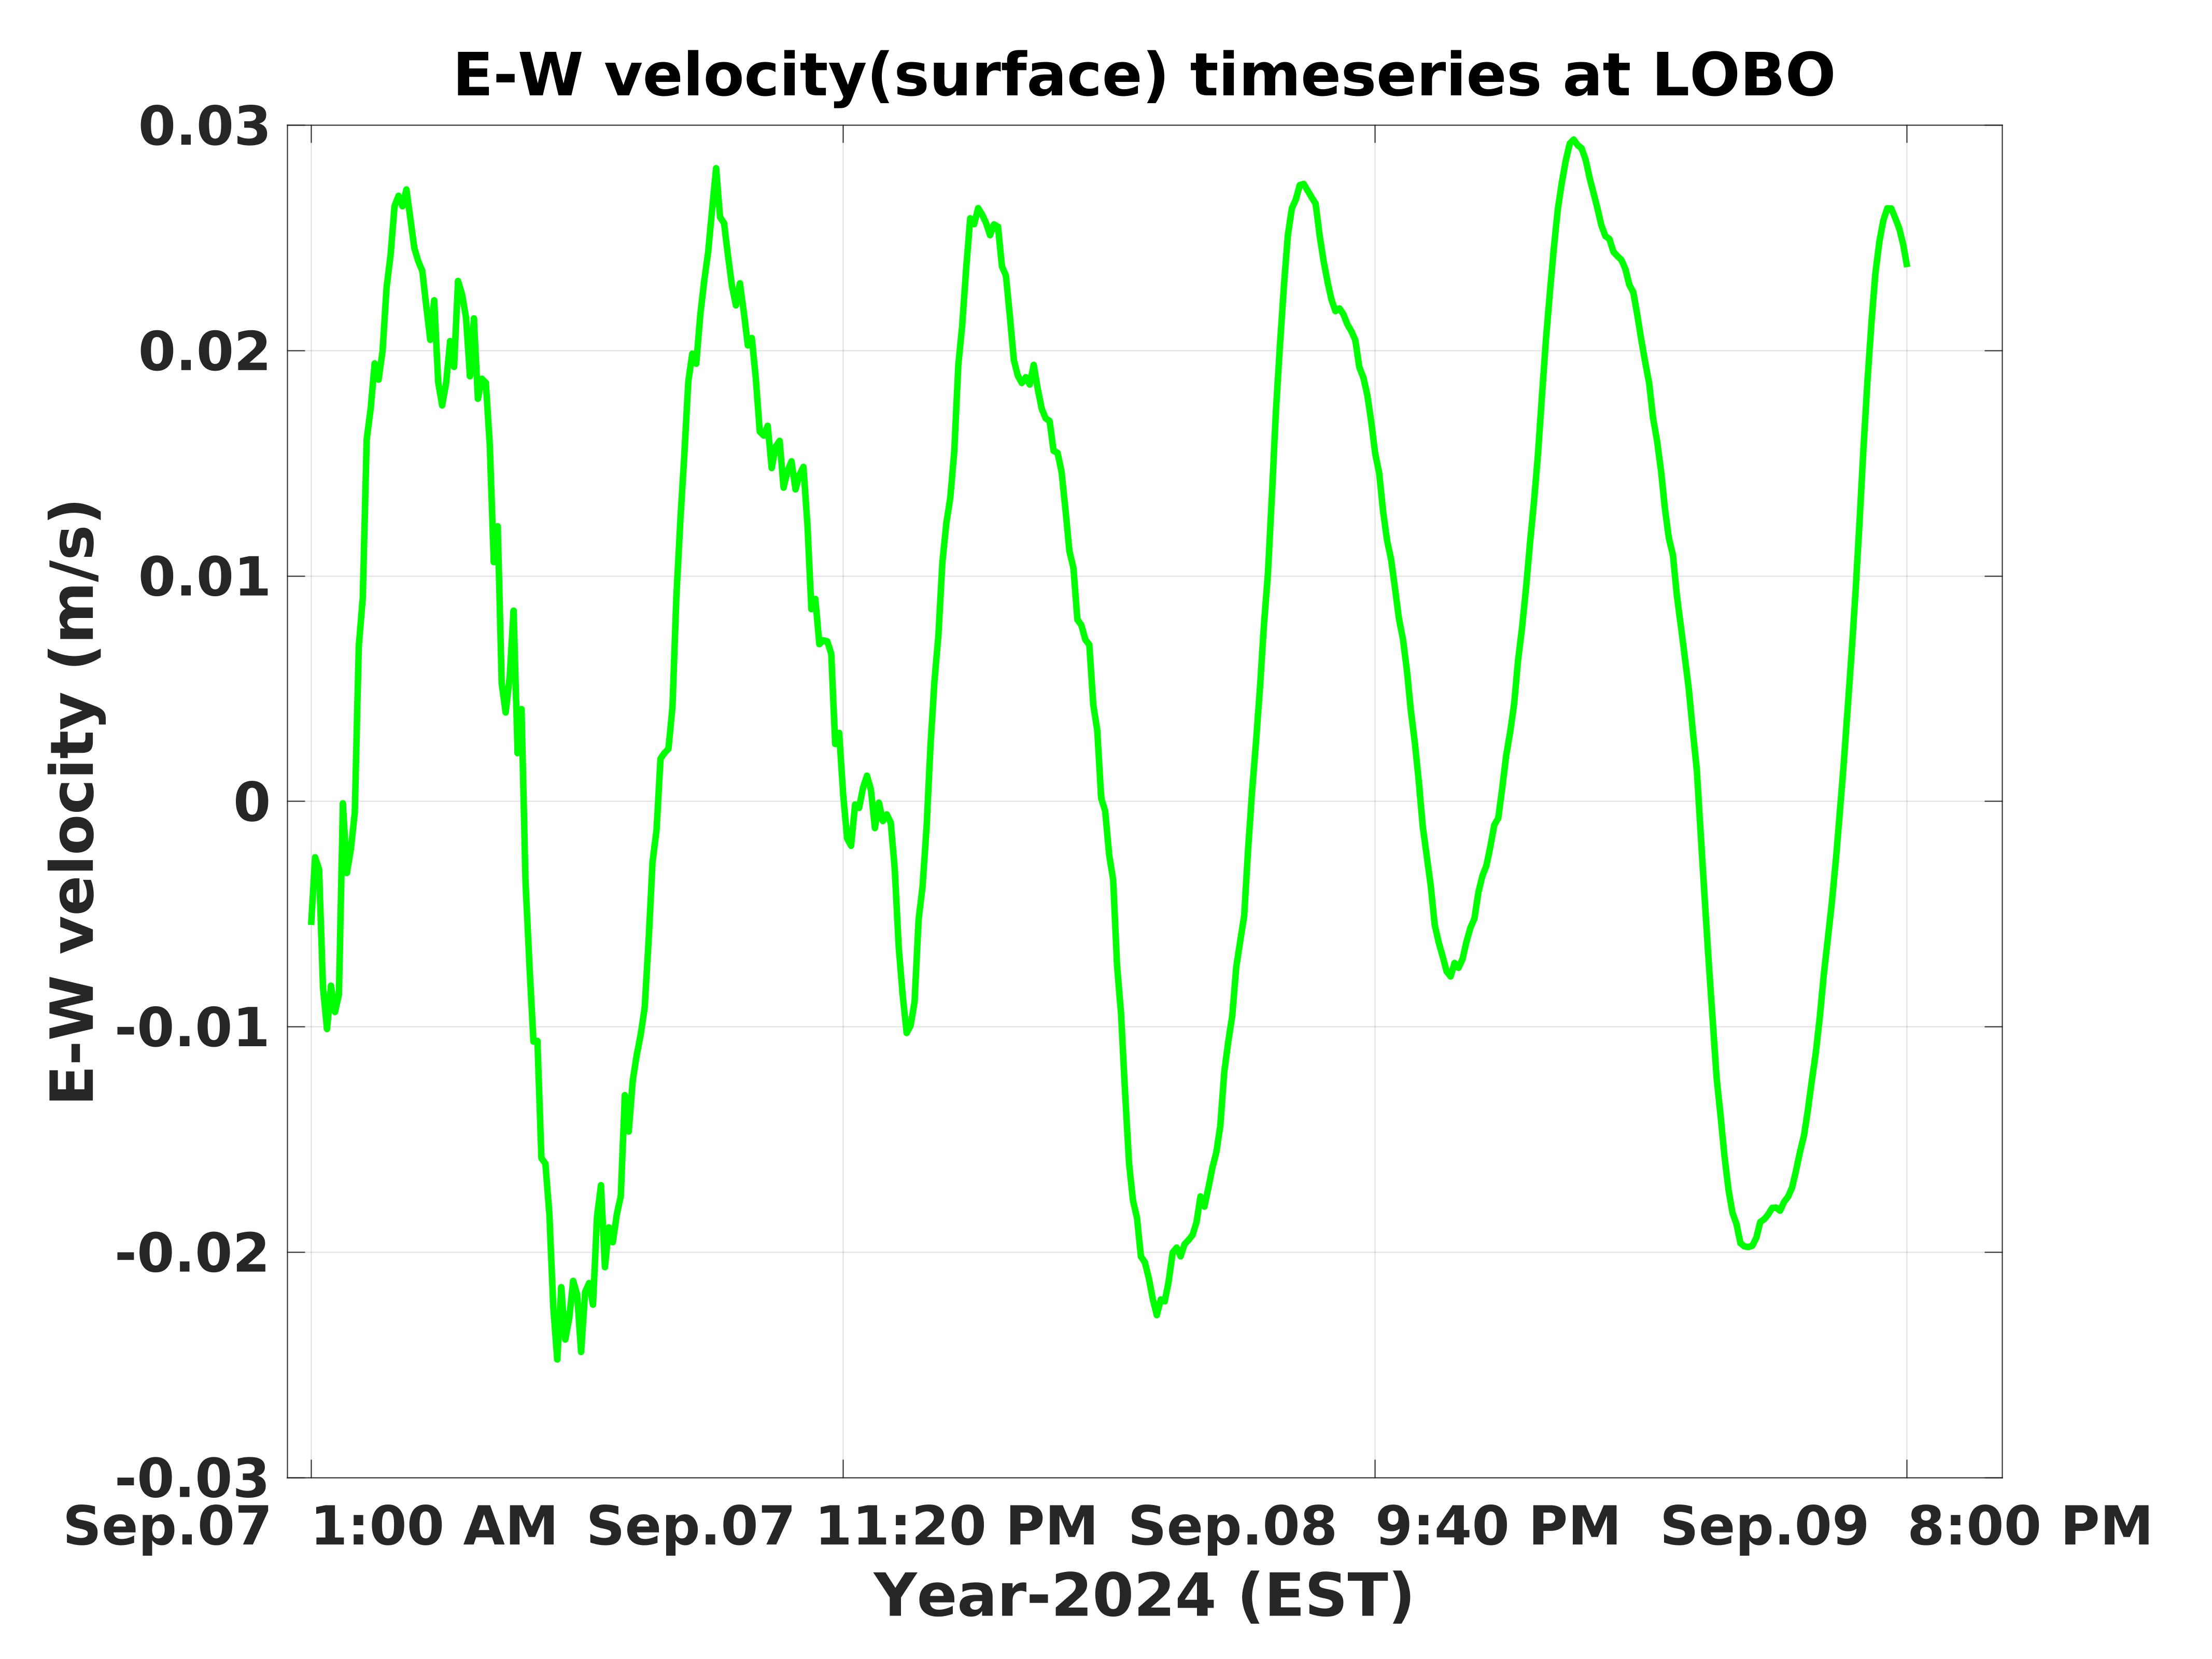 E-W velocity(surface) timeseries at LOBO
0.03
0.02
0.01
0
-0.01
-0.02
-0.03
E-W velocity (m/s)
Sep.07 1:00 AM Sep.07 11:20 PM Sep.08 9:40 PM Sep.09 8:00 PM
Year-2024 (EST)